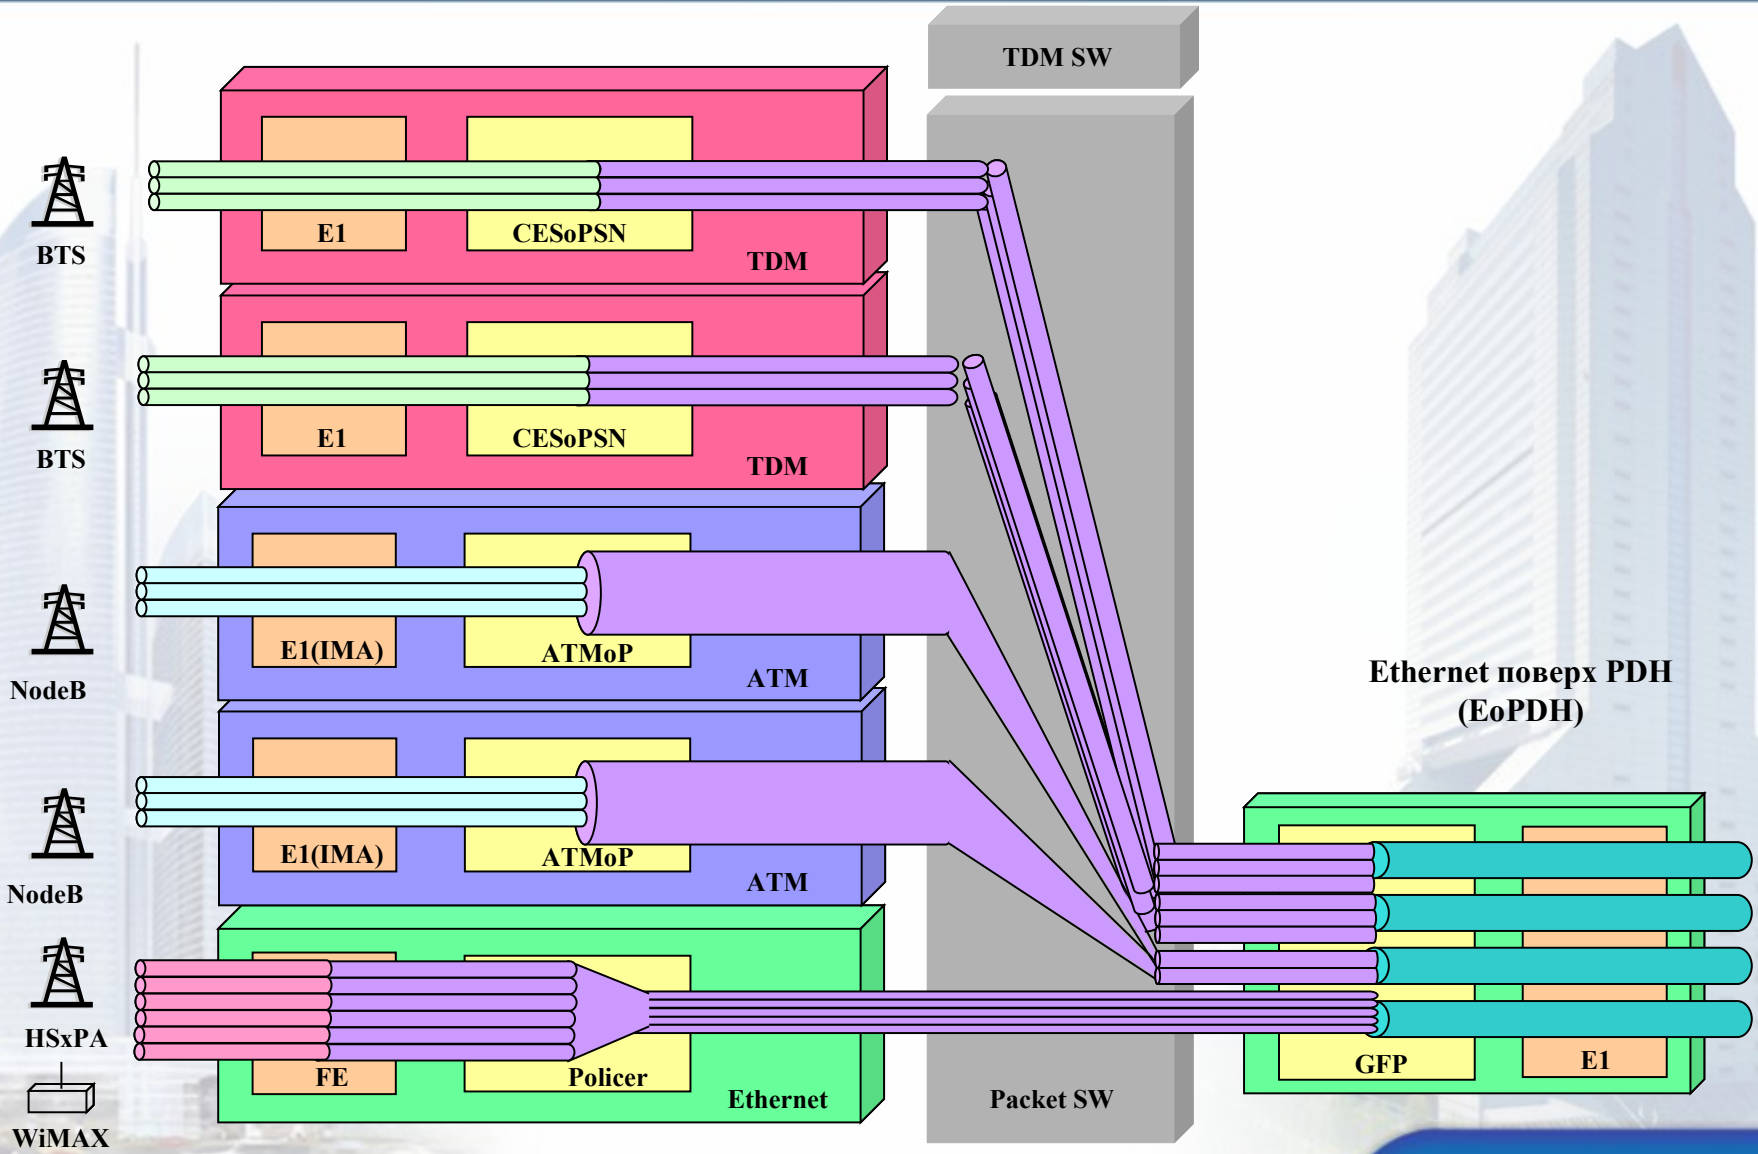 TDM SW
BTS
E1
CESoPSN
TDM
BTS
E1
CESoPSN
TDM
NodeB
E1(IMA)
ATMoP
ATM
Ethernet поверх PDH
(EoPDH)
NodeB
E1(IMA)
ATMoP
ATM
HSxPA
FE
Policer
Ethernet
Packet SW
GFP
E1
WiMAX